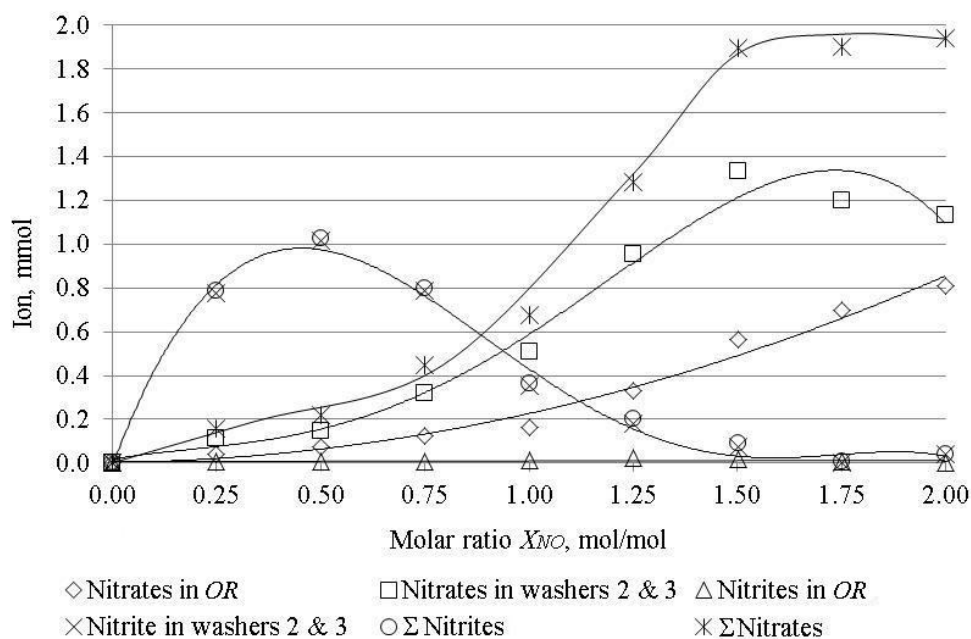 2.0
1.8
1.6
1.4
1.2
1.0
0.8
0.6
0.4
0.2
0.0
Ion, mmol
0.00 0.25 0.50 0.75 1.00 1.25 1.50 1.75 2.00
Molar ratio XNO, mol/mol
Nitrates in OR Nitrates in washers 2 & 3 Nitrites in OR
Nitrite in washers 2 & 3 Σ Nitrites Σ Nitrates